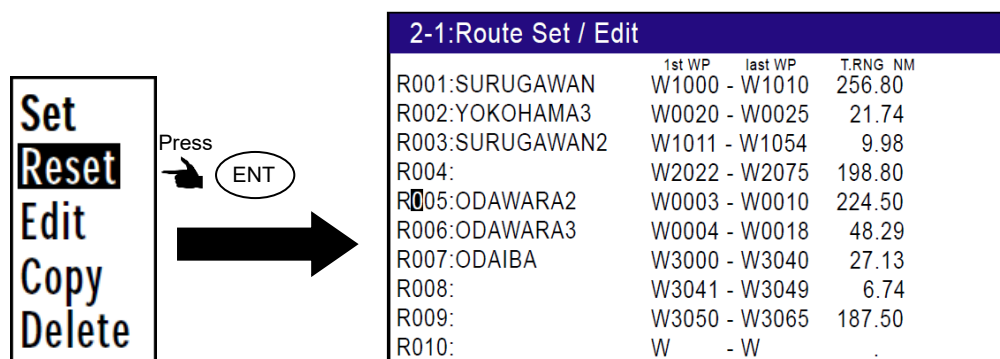 Set
Reset
Edit
Copy
Delete
Press
ENT
2-1:Route Set / Edit
1st WP last WP T.RNG NM
R001:SURUGAWAN W1000 - W1010 256.80
R002:YOKOHAMA3 W0020 - W0025 21.74
R003:SURUGAWAN2 W1011 - W1054 9.98
R004: W2022 - W2075 198.80
R005:ODAWARA2 W0003 - W0010 224.50
R006:ODAWARA3 W0004 - W0018 48.29
R007:ODAIBA W3000 - W3040 27.13
R008: W3041 - W3049 6.74
R009: W3050 - W3065 187.50
R010: W - W .